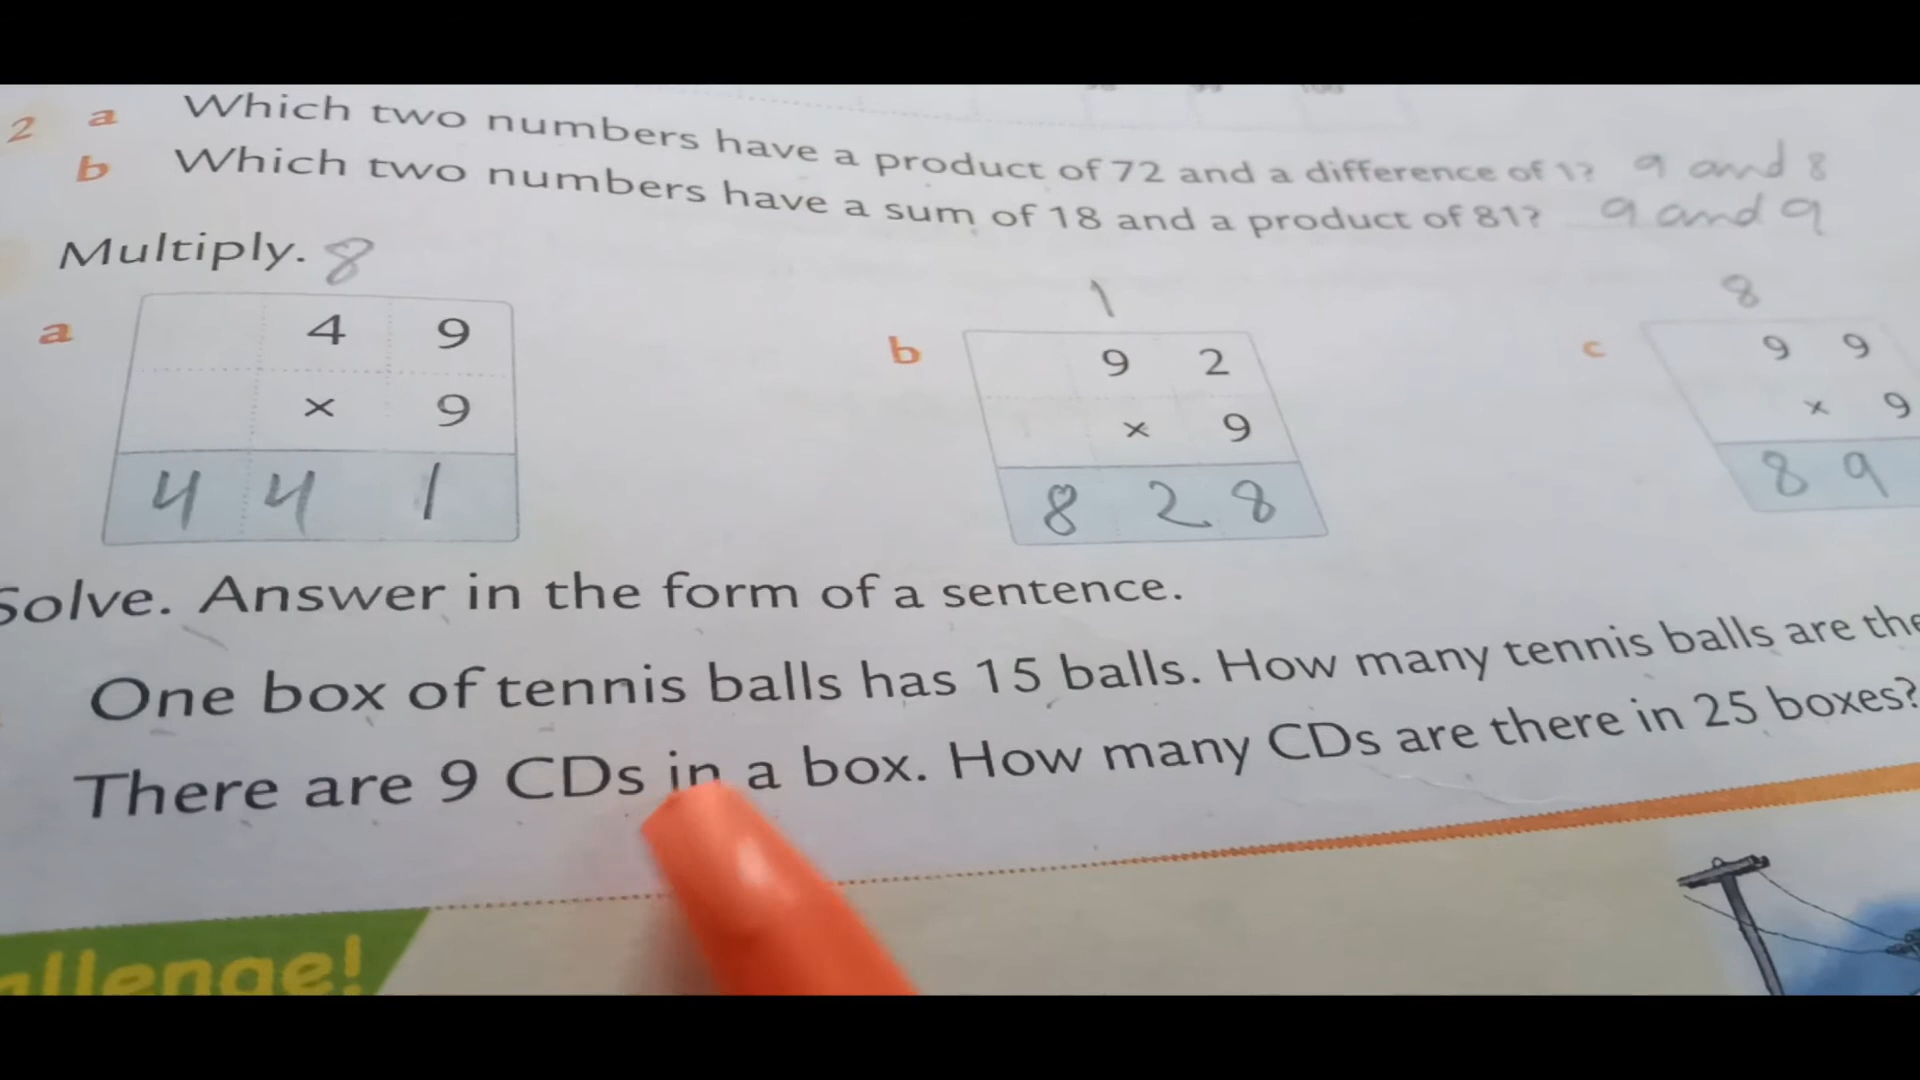 2 a Which two numbers have a product of 72 and a difference of 1? 9 and 8
b Which two numbers have a sum of 18 and a product of 81? 9 and 9
Multiply. 8
1
8
a 4 9
× 9
4 4 1
b 9 2
× 9
8 2 8
c 9 9
× 9
8 9
Solve. Answer in the form of a sentence.
One box of tennis balls has 15 balls. How many tennis balls are the
There are 9 CDs in a box. How many CDs are there in 25 boxes?
allenge!